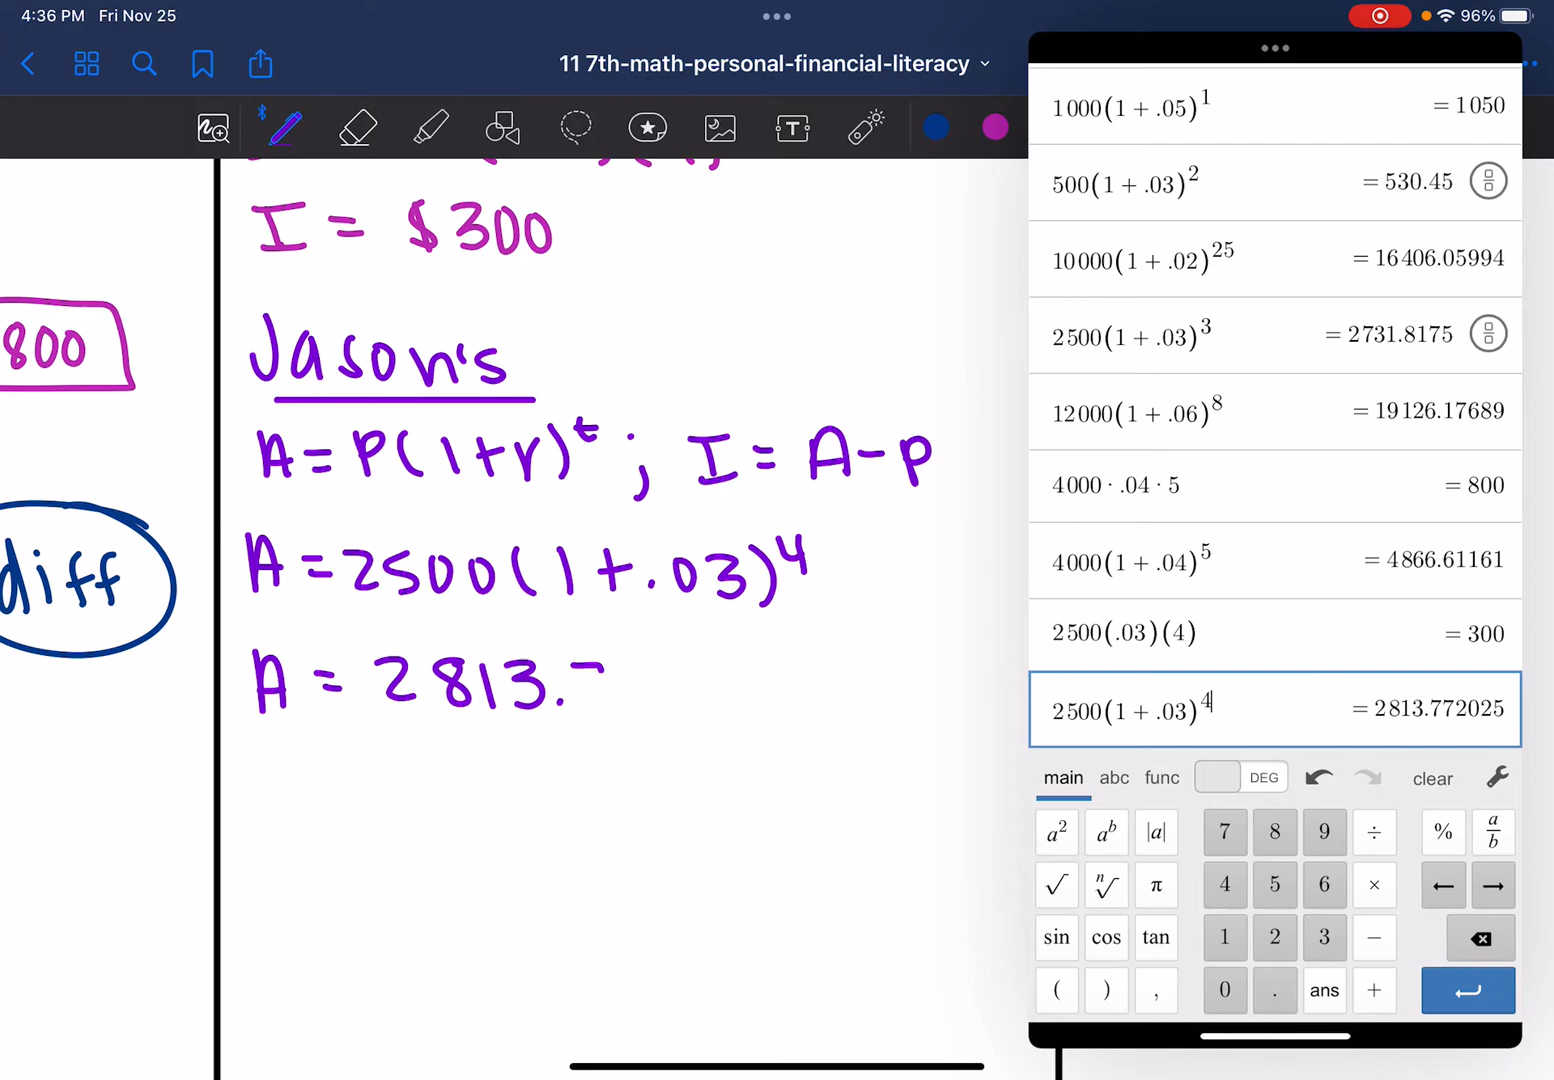 4:36 PM Fri Nov 25
96%
11 7th-math-personal-financial-literacy
I = $300
800
Jason's
A = P(1+r)^t ; I = A-p
diff
A = 2500(1+.03)^4
A = 2813.
1000(1 + .05)^1 = 1050
500(1 + .03)^2 = 530.45
10000(1 + .02)^25 = 16406.05994
2500(1 + .03)^3 = 2731.8175
12000(1 + .06)^8 = 19126.17689
4000 · .04 · 5 = 800
4000(1 + .04)^5 = 4866.61161
2500(.03)(4) = 300
2500(1 + .03)^4 = 2813.772025
main abc func DEG clear
a² a^b |a| 7 8 9 ÷ % a/b
√ ⁿ√ π 4 5 6 × ← →
sin cos tan 1 2 3 −
( ) , 0 . ans +